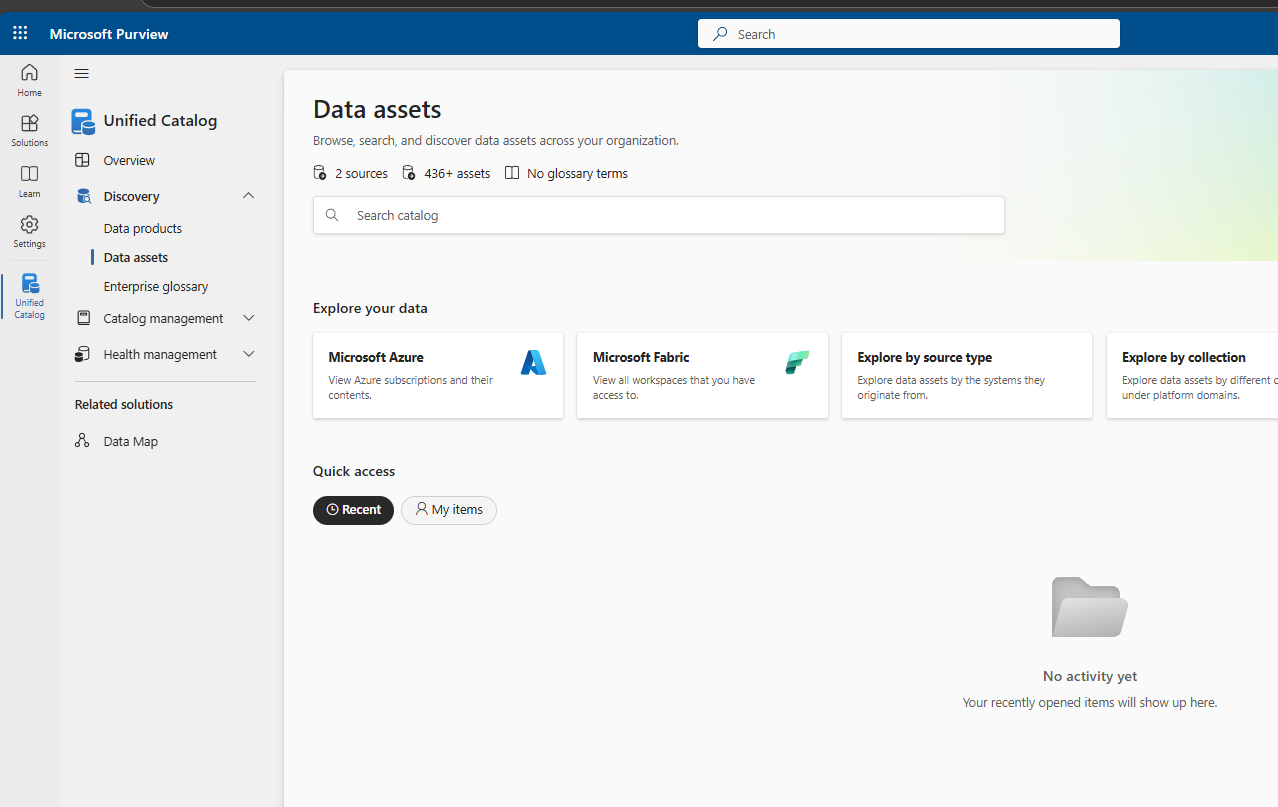 Microsoft Purview
Search
Home
Solutions
Learn
Settings
Unified
Catalog
Unified Catalog
Overview
Discovery
Data products
Data assets
Enterprise glossary
Catalog management
Health management
Related solutions
Data Map
Data assets
Browse, search, and discover data assets across your organization.
2 sources 436+ assets No glossary terms
Search catalog
Explore your data
Microsoft Azure
View Azure subscriptions and their
contents.
Microsoft Fabric
View all workspaces that you have
access to.
Explore by source type
Explore data assets by the systems they
originate from.
Explore by collection
Explore data assets by different
under platform domains.
Quick access
Recent My items
No activity yet
Your recently opened items will show up here.